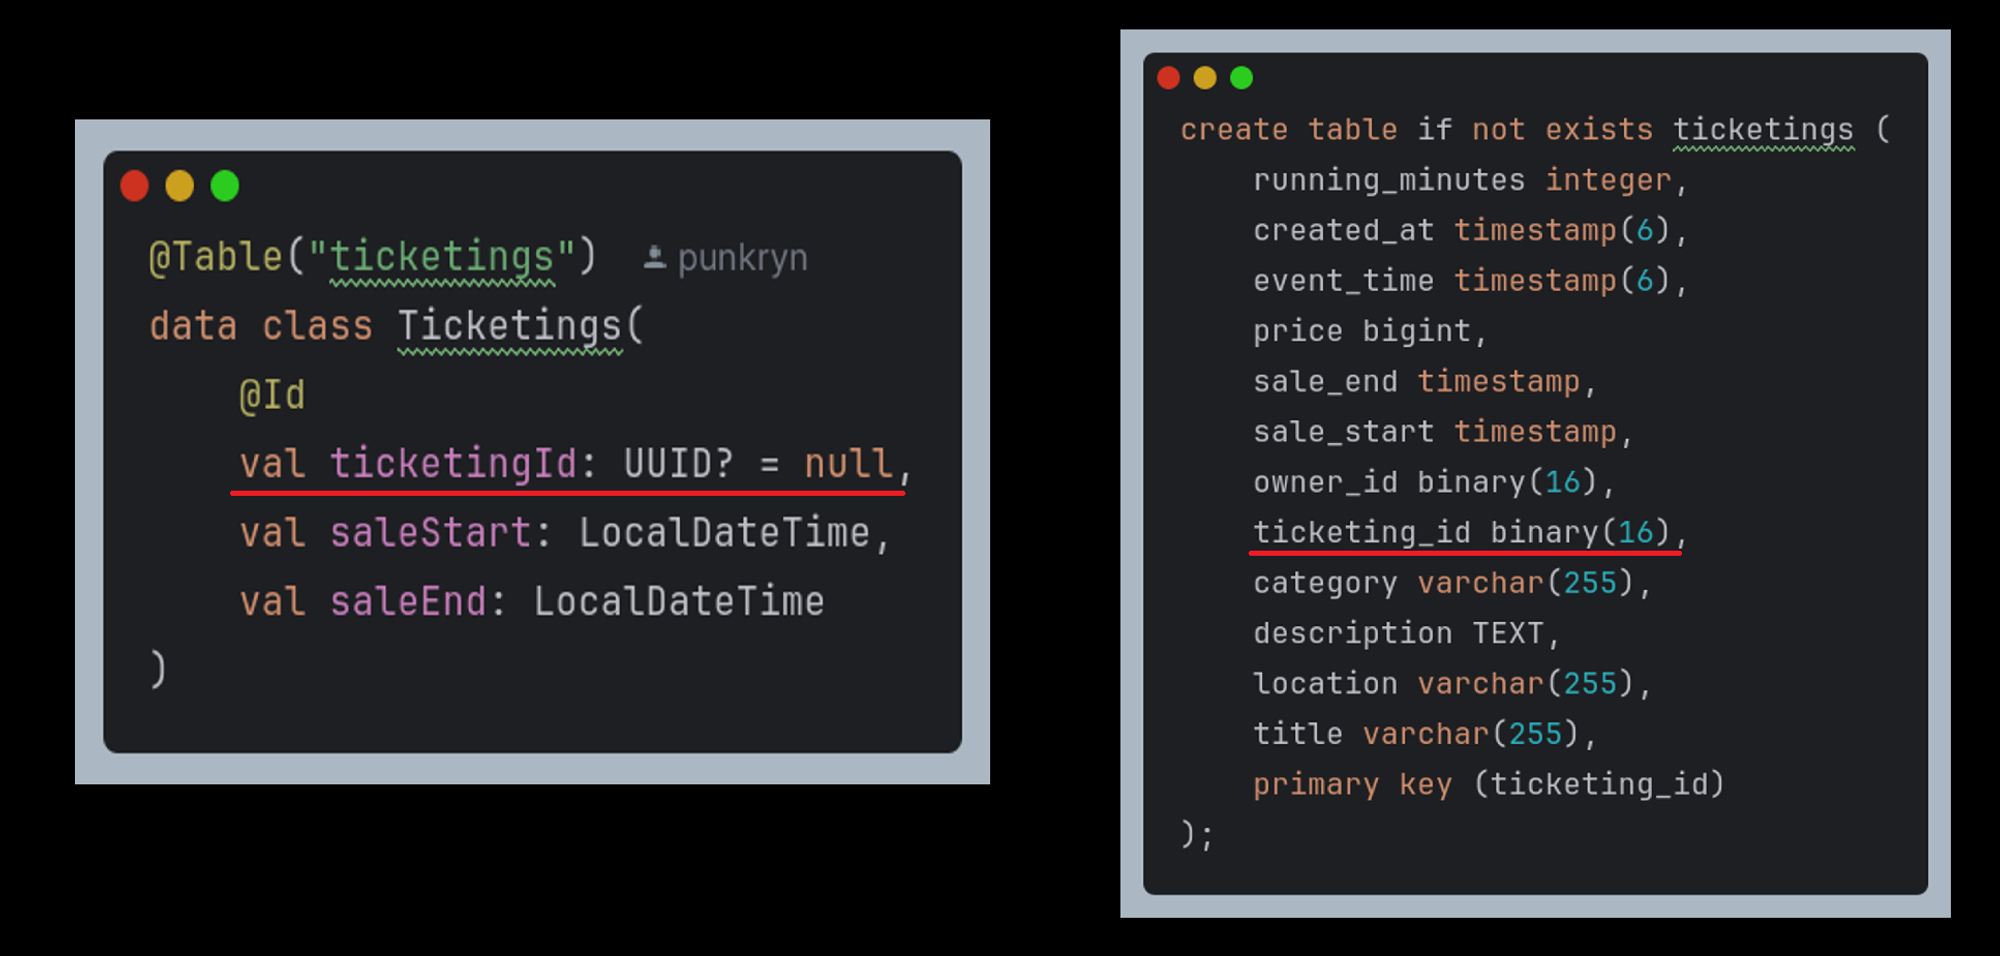 @Table("ticketings") punkryn
data class Ticketings(
    @Id
    val ticketingId: UUID? = null,
    val saleStart: LocalDateTime,
    val saleEnd: LocalDateTime
)
create table if not exists ticketings (
    running_minutes integer,
    created_at timestamp(6),
    event_time timestamp(6),
    price bigint,
    sale_end timestamp,
    sale_start timestamp,
    owner_id binary(16),
    ticketing_id binary(16),
    category varchar(255),
    description TEXT,
    location varchar(255),
    title varchar(255),
    primary key (ticketing_id)
);